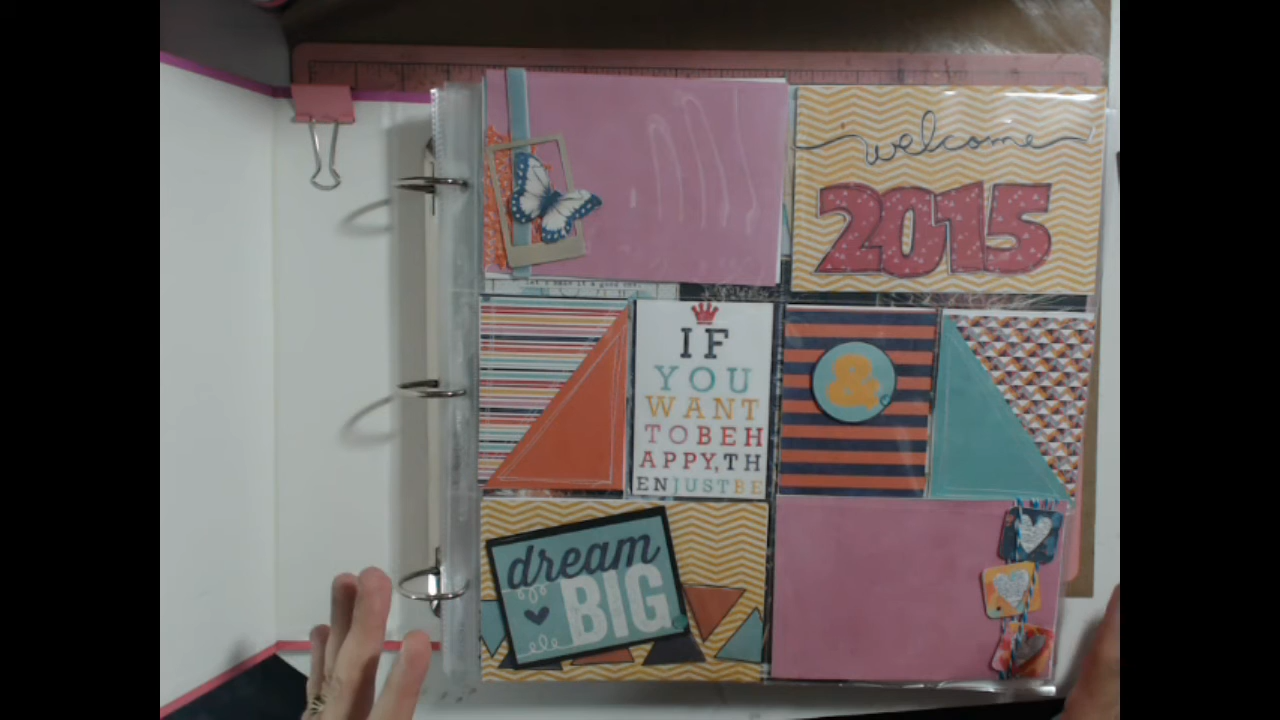 welcome
2015
IF
YOU
WANT
TOBEH
APPY,TH
ENJUSTBE
&
dream
BIG